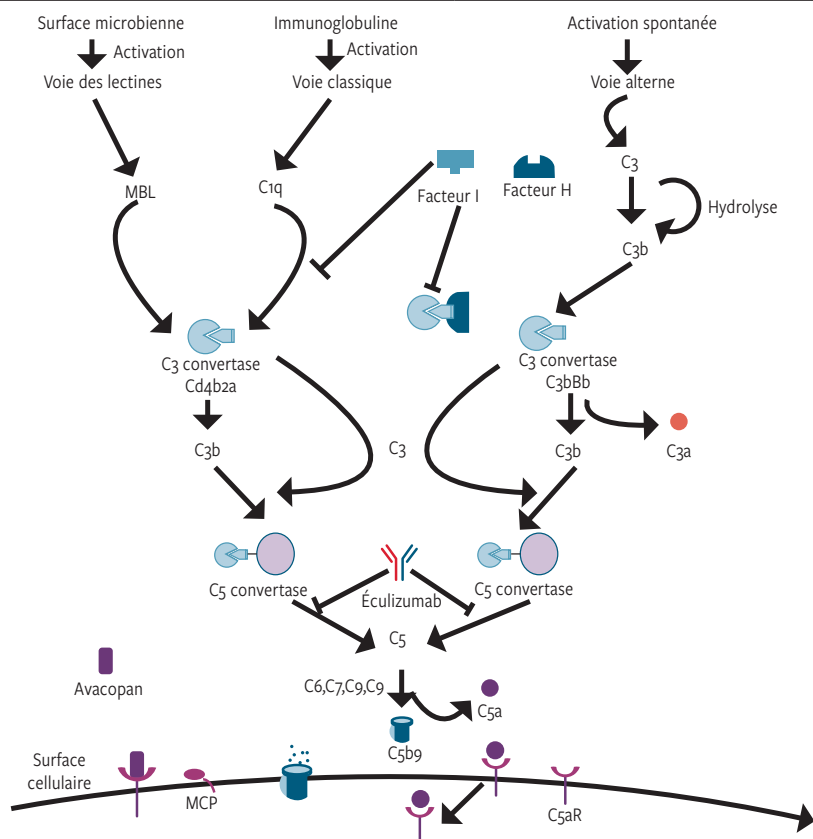 Surface microbienne
Immunoglobuline
Activation spontanée
Activation
Activation
Voie des lectines
Voie classique
Voie alterne
C3
MBL
C1q
Facteur I
Facteur H
Hydrolyse
C3b
C3 convertase
Cd4b2a
C3 convertase
C3bBb
C3b
C3
C3b
C3a
C5 convertase
Éculizumab
C5 convertase
C5
Avacopan
C6,C7,C9,C9
C5a
C5b9
Surface
cellulaire
MCP
C5aR